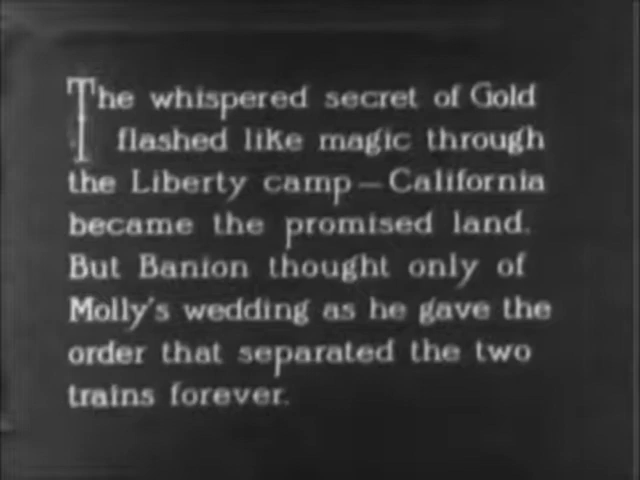 The whispered secret of Gold
flashed like magic through
the Liberty camp—California
became the promised land.
But Banion thought only of
Molly's wedding as he gave the
order that separated the two
trains forever.